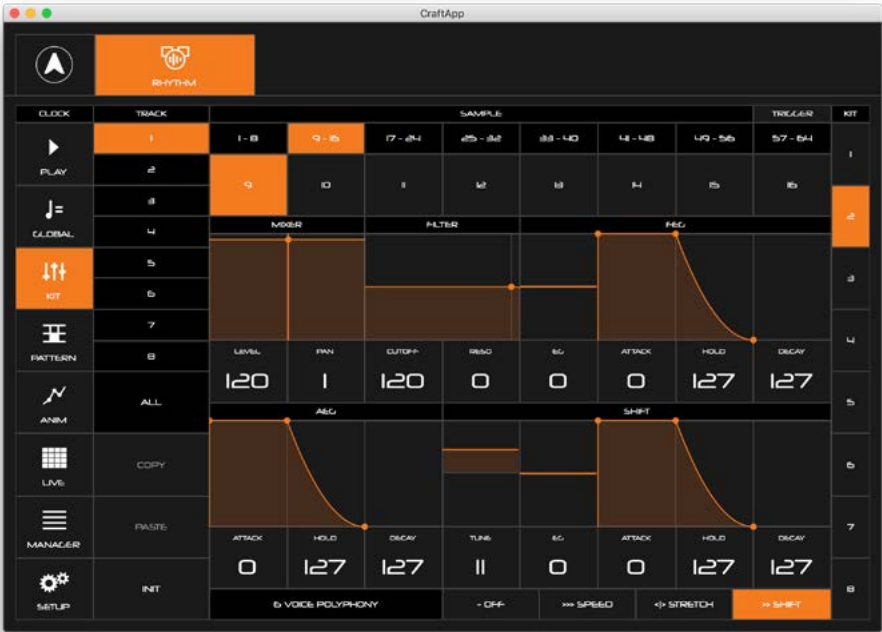 CraftApp
RHYTHM
CLOCK TRACK SAMPLE TRIGGER KIT
1 1 - 8 9 - 16 17 - 24 25 - 32 33 - 40 41 - 48 49 - 56 57 - 64
PLAY 2 9 10 11 12 13 14 15 16 1
3
GLOBAL 4 MIXER FILTER FEG 2
KIT 5
6 3
PATTERN 7
8 LEVEL PAN CUTOFF RESO EG ATTACK HOLD DECAY 4
120 1 120 0 0 0 127 127
ANIM ALL AEG SHIFT 5
LIVE COPY 6
MANAGER PASTE ATTACK HOLD DECAY TUNE EG ATTACK HOLD DECAY 7
0 127 127 11 0 0 127 127
SETUP INIT 6 VOICE POLYPHONY - OFF >>> SPEED <|> STRETCH >> SHIFT 8